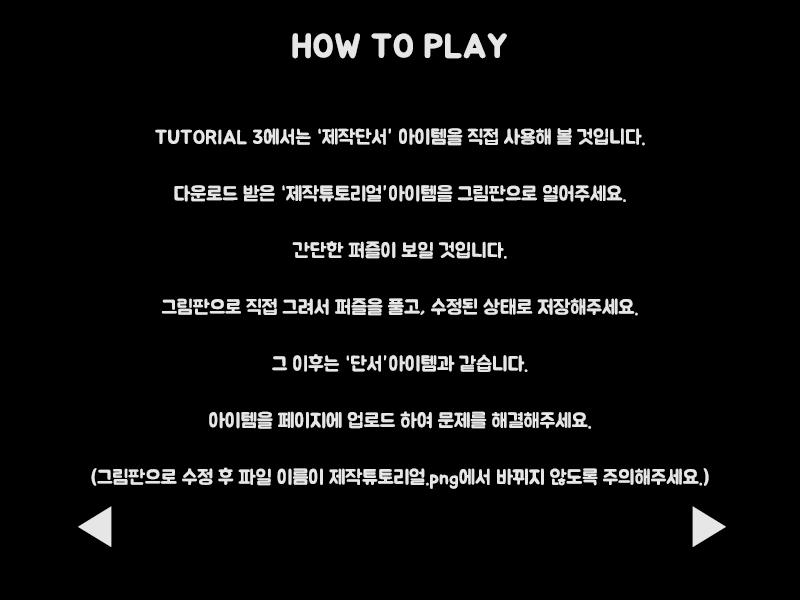 HOW TO PLAY
TUTORIAL 3에서는 '제작단서' 아이템을 직접 사용해 볼 것입니다.
다운로드 받은 '제작튜토리얼'아이템을 그림판으로 열어주세요.
간단한 퍼즐이 보일 것입니다.
그림판으로 직접 그려서 퍼즐을 풀고, 수정된 상태로 저장해주세요.
그 이후는 '단서'아이템과 같습니다.
아이템을 페이지에 업로드 하여 문제를 해결해주세요.
(그림판으로 수정 후 파일 이름이 제작튜토리얼.png에서 바뀌지 않도록 주의해주세요.)